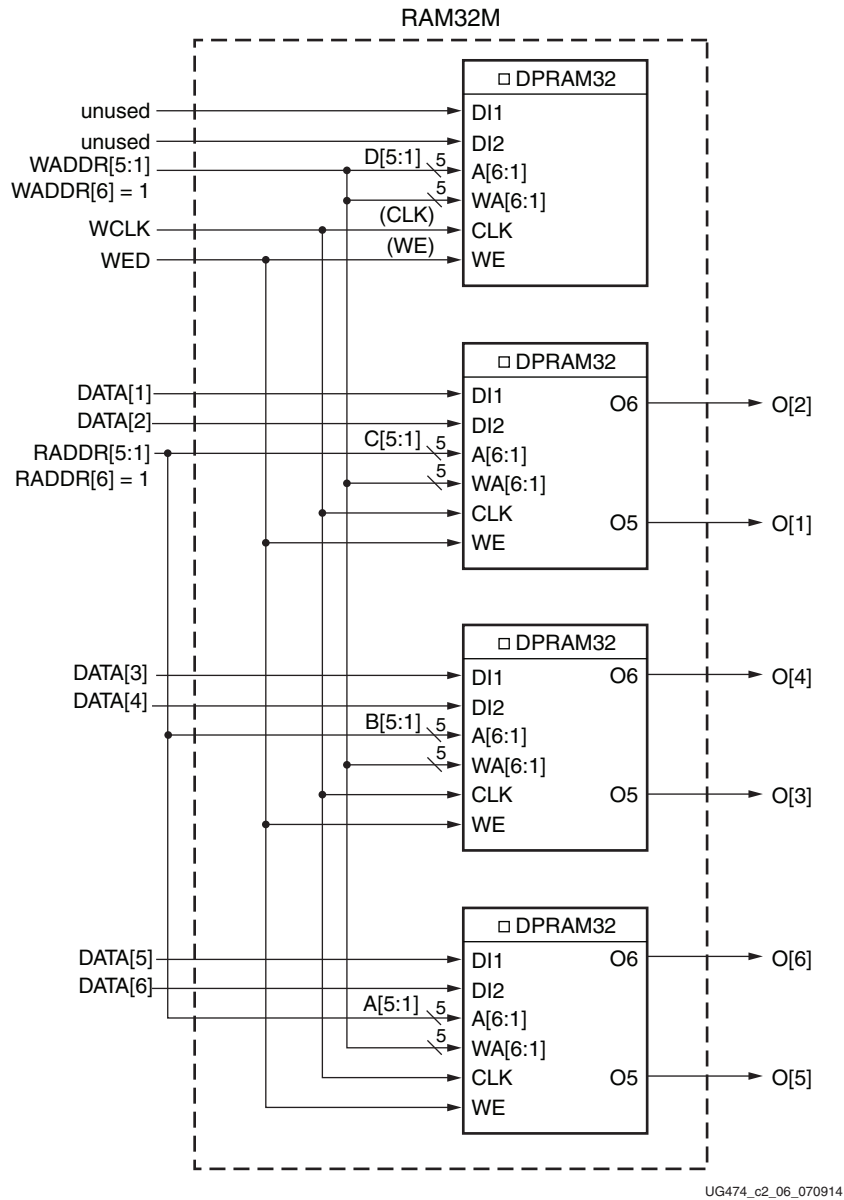 RAM32M
DPRAM32
unused DI1
unused DI2
WADDR[5:1] D[5:1] 5 A[6:1]
WADDR[6] = 1 5 WA[6:1]
WCLK (CLK) CLK
WED (WE) WE
DPRAM32
DATA[1] DI1 O6 O[2]
DATA[2] DI2
RADDR[5:1] C[5:1] 5 A[6:1]
RADDR[6] = 1 5 WA[6:1]
CLK O5 O[1]
WE
DPRAM32
DATA[3] DI1 O6 O[4]
DATA[4] DI2
B[5:1] 5 A[6:1]
5 WA[6:1]
CLK O5 O[3]
WE
DPRAM32
DATA[5] DI1 O6 O[6]
DATA[6] DI2
A[5:1] 5 A[6:1]
5 WA[6:1]
CLK O5 O[5]
WE
UG474_c2_06_070914